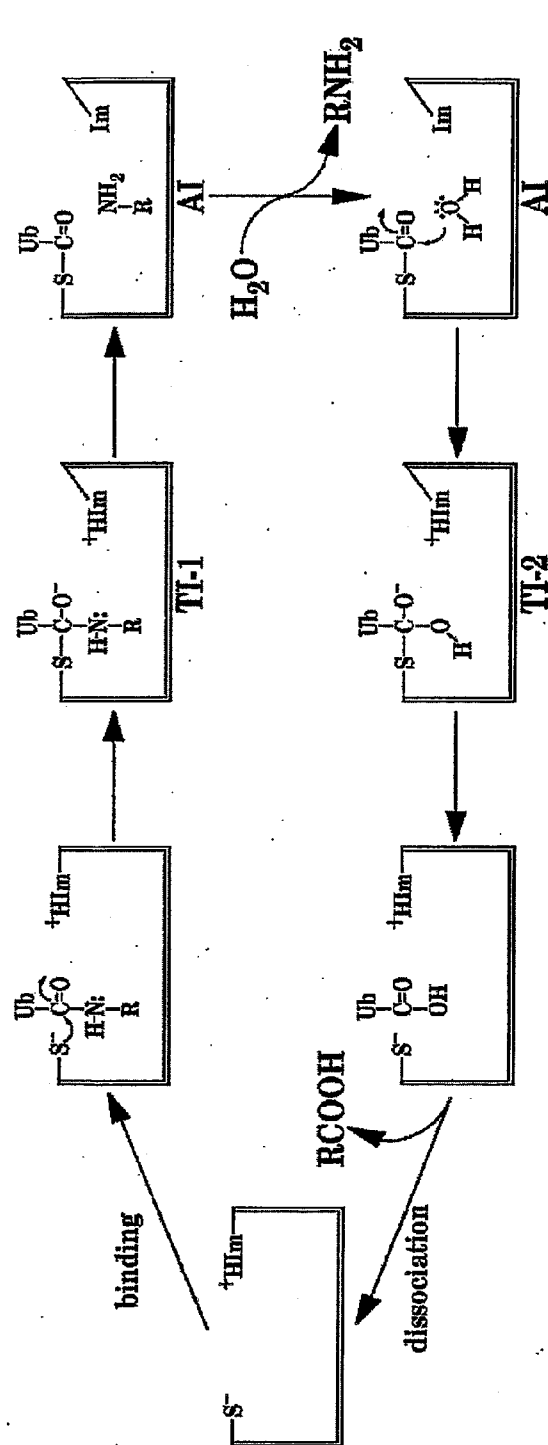 S⁻
⁺HIm
binding
Ub
S⁻ C=O
H-N:
R
⁺HIm
Ub
S—C—O⁻
H-N:
R
⁺HIm
TI-1
Ub
S—C=O
NH₂
R
Im
AI
H₂O
RNH₂
Ub
S—C=O
:O:
H H
Im
AI
Ub
S—C—O⁻
O
H
⁺HIm
TI-2
Ub
S⁻ C=O
OH
⁺HIm
RCOOH
dissociation